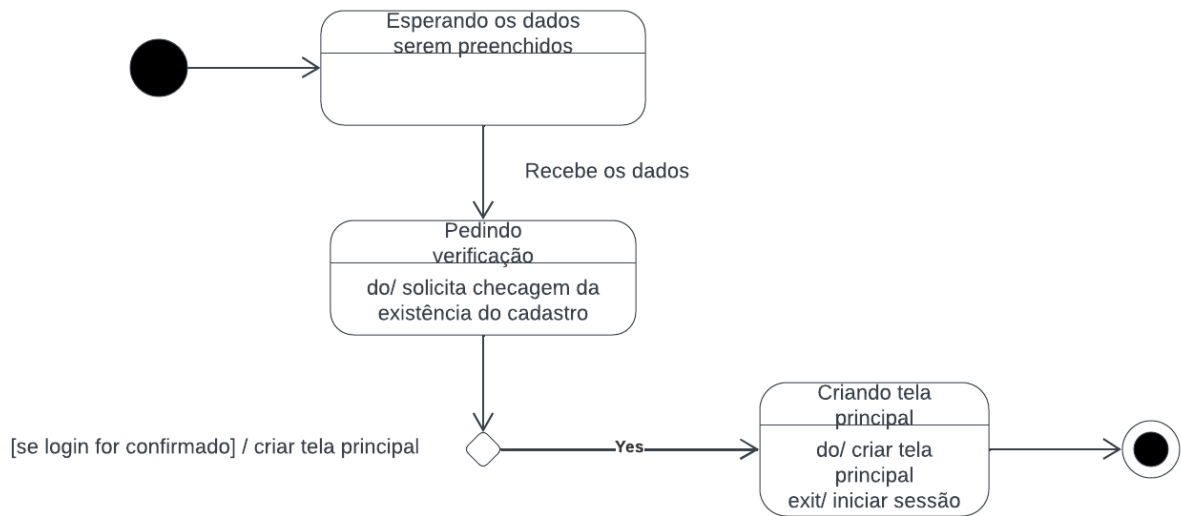 Esperando os dados
serem preenchidos
Recebe os dados
Pedindo
verificação
do/ solicita checagem da
existência do cadastro
[se login for confirmado] / criar tela principal
Yes
Criando tela
principal
do/ criar tela
principal
exit/ iniciar sessão